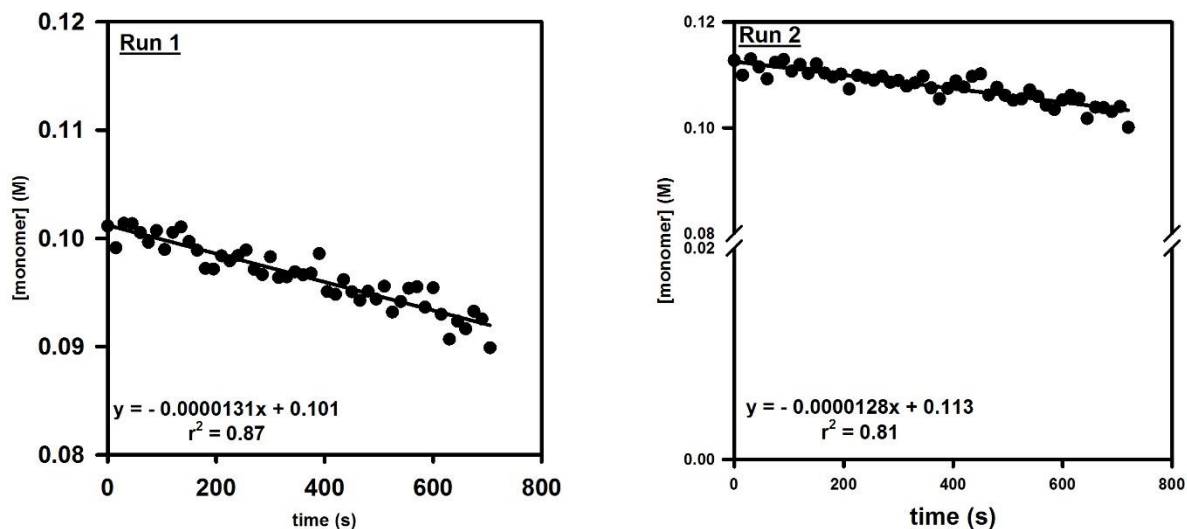 Run 1
[monomer] (M)
0.12
0.11
0.10
0.09
0.08
y = - 0.0000131x + 0.101
r² = 0.87
0
200
400
600
800
time (s)
Run 2
[monomer] (M)
0.12
0.10
0.08
0.02
0.00
y = - 0.0000128x + 0.113
r² = 0.81
0
200
400
600
800
time (s)